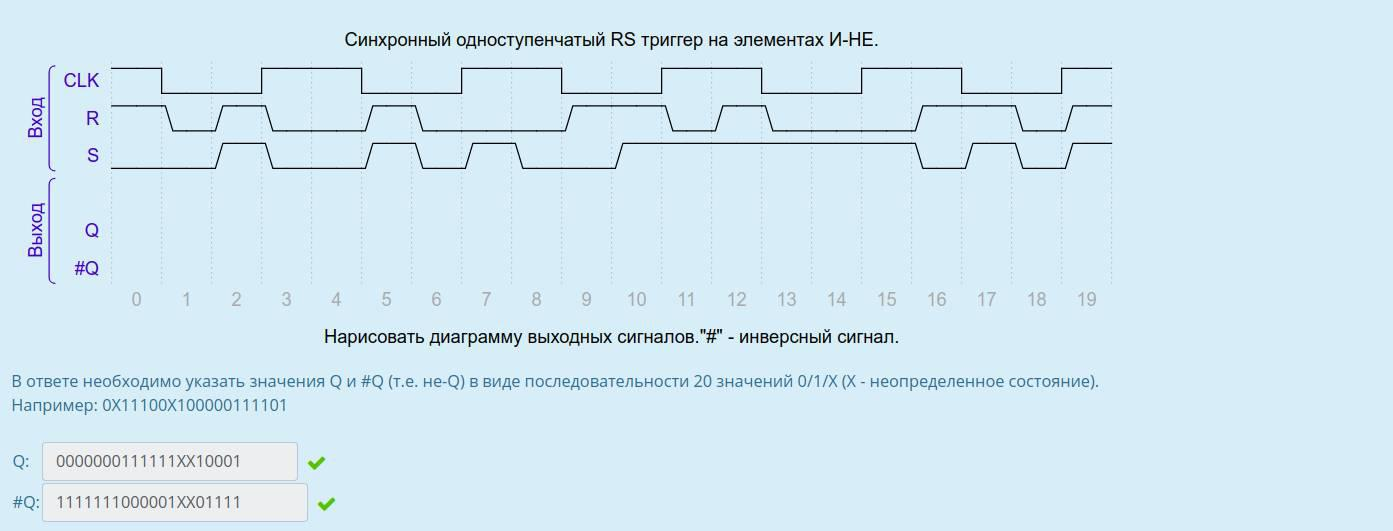 Синхронный одноступенчатый RS триггер на элементах И-НЕ.
Вход
CLK
R
S
Выход
Q
#Q
0 1 2 3 4 5 6 7 8 9 10 11 12 13 14 15 16 17 18 19
Нарисовать диаграмму выходных сигналов."#" - инверсный сигнал.
В ответе необходимо указать значения Q и #Q (т.е. не-Q) в виде последовательности 20 значений 0/1/X (X - неопределенное состояние).
Например: 0X11100X100000111101
Q: 0000000111111XX10001
#Q: 1111111000001XX01111